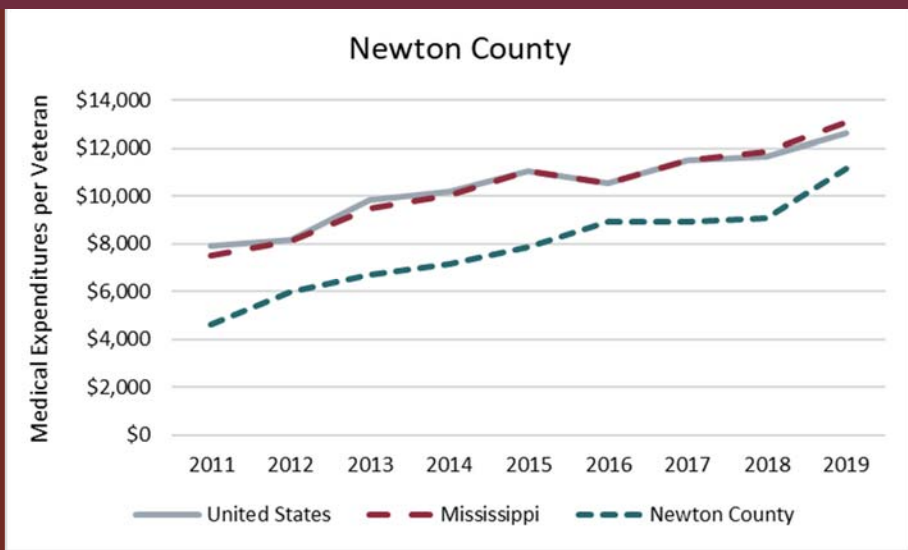 Newton County
Medical Expenditures per Veteran
$14,000
$12,000
$10,000
$8,000
$6,000
$4,000
$2,000
$0
2011 2012 2013 2014 2015 2016 2017 2018 2019
United States Mississippi Newton County